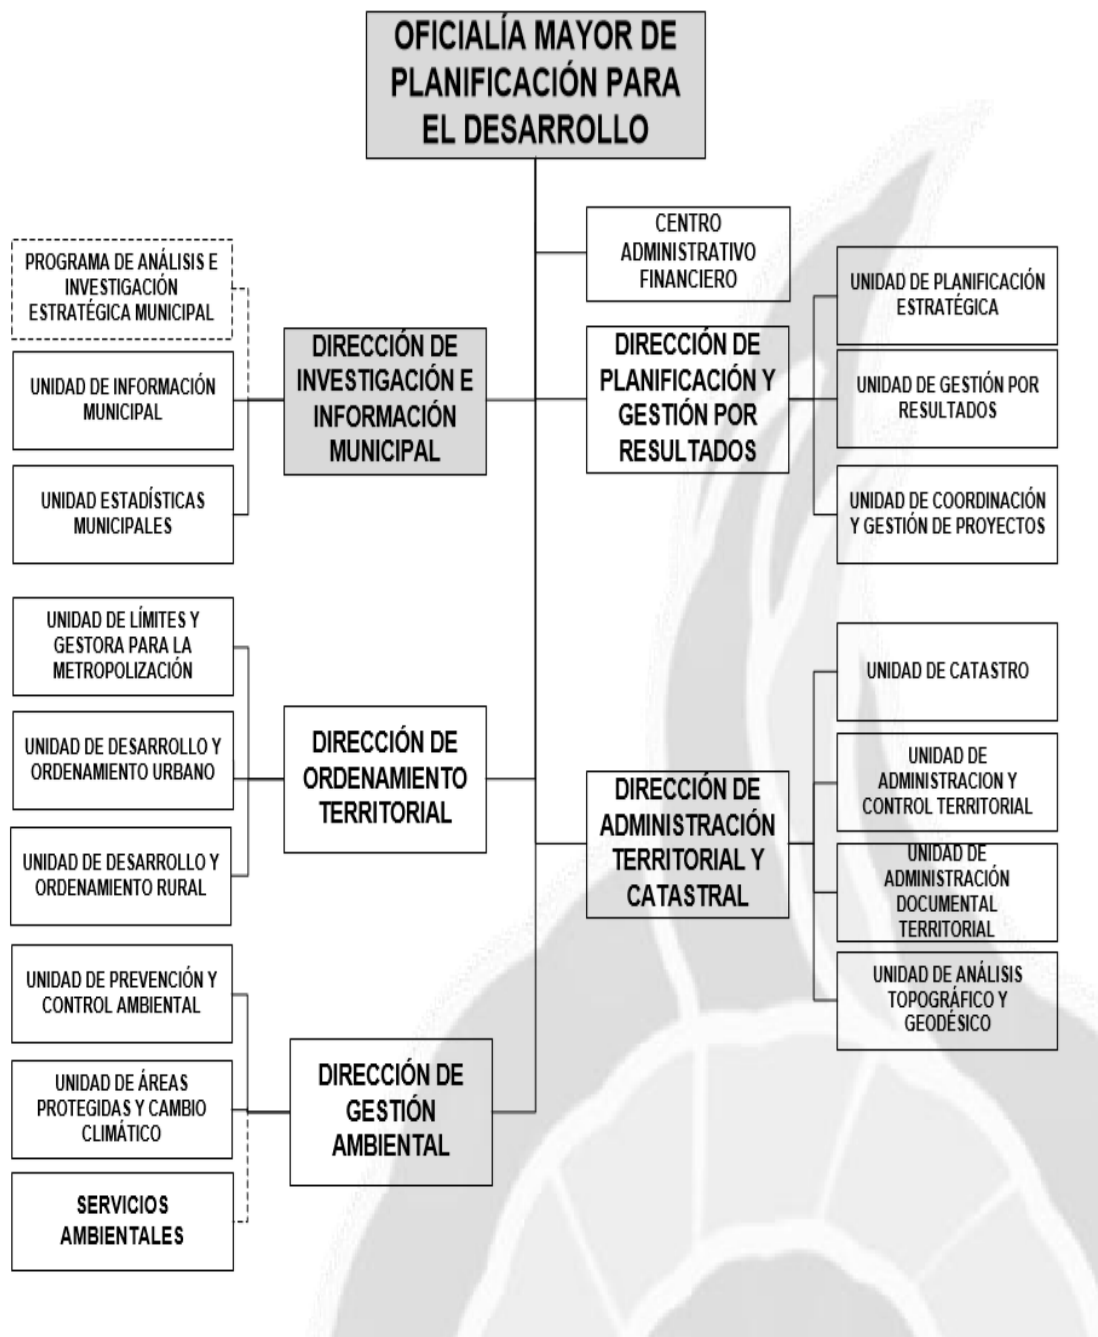 OFICIALÍA MAYOR DE
PLANIFICACIÓN PARA
EL DESARROLLO
CENTRO
ADMINISTRATIVO
FINANCIERO
PROGRAMA DE ANÁLISIS E
INVESTIGACIÓN
ESTRATÉGICA MUNICIPAL
UNIDAD DE INFORMACIÓN
MUNICIPAL
UNIDAD ESTADÍSTICAS
MUNICIPALES
DIRECCIÓN DE
INVESTIGACIÓN E
INFORMACIÓN
MUNICIPAL
DIRECCIÓN DE
PLANIFICACIÓN Y
GESTIÓN POR
RESULTADOS
UNIDAD DE PLANIFICACIÓN
ESTRATÉGICA
UNIDAD DE GESTIÓN POR
RESULTADOS
UNIDAD DE COORDINACIÓN
Y GESTIÓN DE PROYECTOS
UNIDAD DE LÍMITES Y
GESTORA PARA LA
METROPOLIZACIÓN
UNIDAD DE DESARROLLO Y
ORDENAMIENTO URBANO
UNIDAD DE DESARROLLO Y
ORDENAMIENTO RURAL
DIRECCIÓN DE
ORDENAMIENTO
TERRITORIAL
DIRECCIÓN DE
ADMINISTRACIÓN
TERRITORIAL Y
CATASTRAL
UNIDAD DE CATASTRO
UNIDAD DE
ADMINISTRACION Y
CONTROL TERRITORIAL
UNIDAD DE
ADMINISTRACIÓN
DOCUMENTAL
TERRITORIAL
UNIDAD DE ANÁLISIS
TOPOGRÁFICO Y
GEODÉSICO
UNIDAD DE PREVENCIÓN Y
CONTROL AMBIENTAL
UNIDAD DE ÁREAS
PROTEGIDAS Y CAMBIO
CLIMÁTICO
SERVICIOS
AMBIENTALES
DIRECCIÓN DE
GESTIÓN
AMBIENTAL